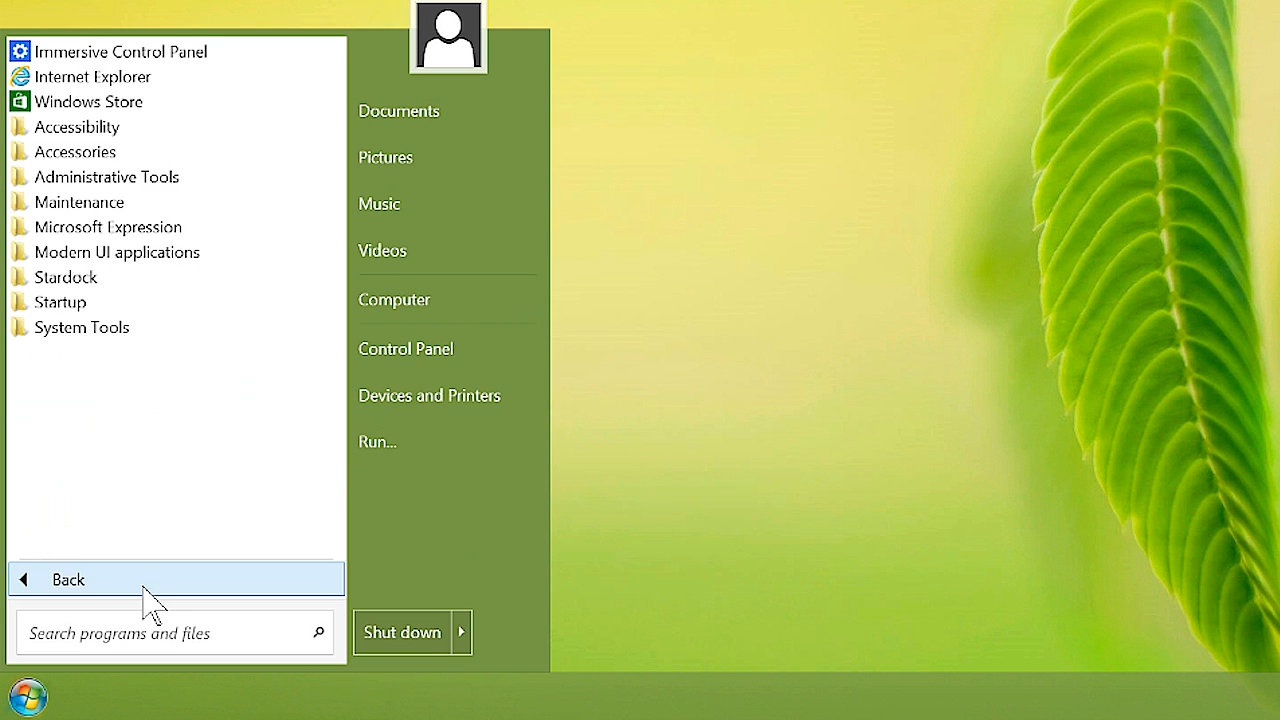 Immersive Control Panel
Internet Explorer
Windows Store
Accessibility
Accessories
Administrative Tools
Maintenance
Microsoft Expression
Modern UI applications
Stardock
Startup
System Tools
Back
Search programs and files
Documents
Pictures
Music
Videos
Computer
Control Panel
Devices and Printers
Run...
Shut down